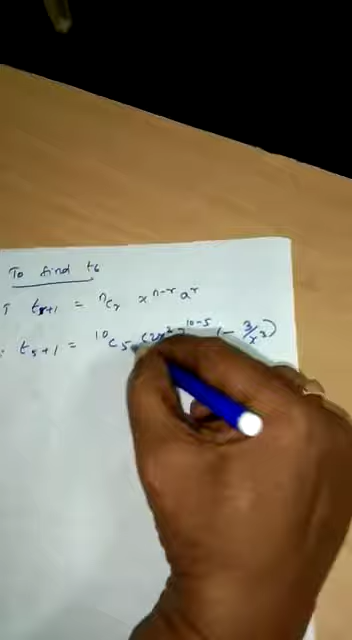 To find t₆
T tᵣ₊₁ = ⁿCᵣ xⁿ⁻ʳ aʳ
: t₅₊₁ = ¹⁰C₅ (2x² ¹⁰⁻⁵ (- 3/x²)